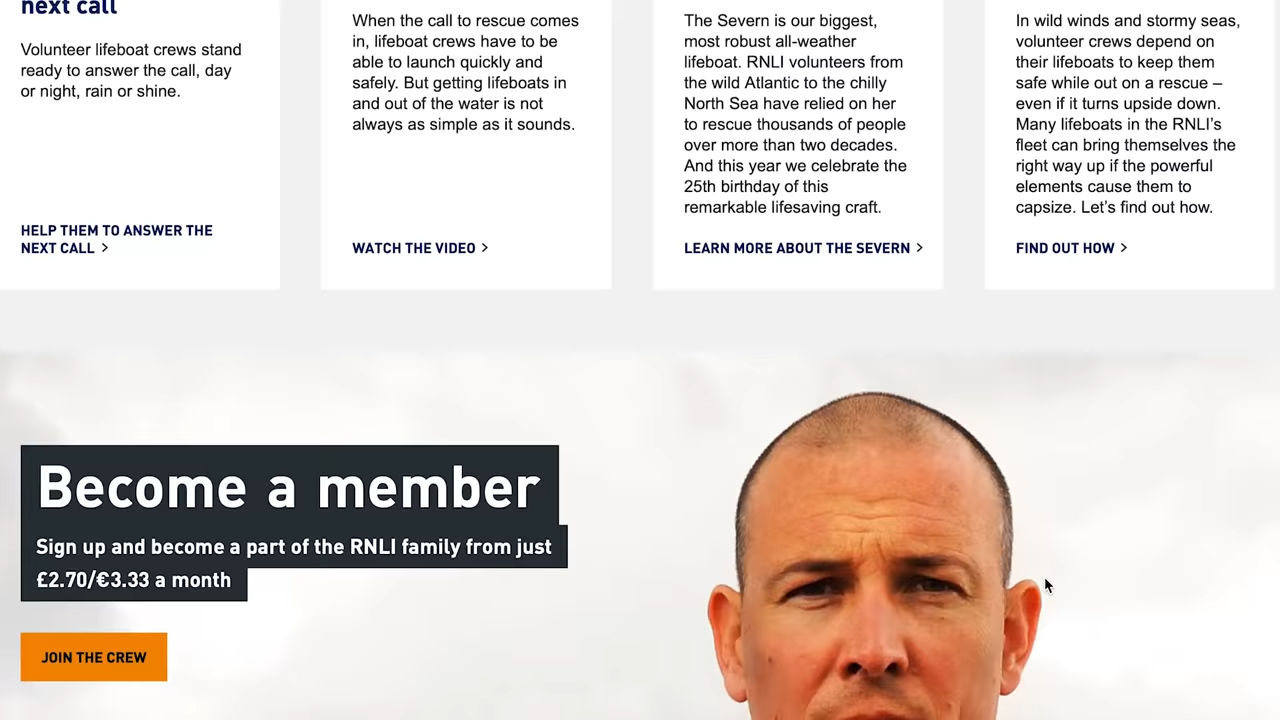 next call
Volunteer lifeboat crews stand
ready to answer the call, day
or night, rain or shine.
HELP THEM TO ANSWER THE
NEXT CALL >
When the call to rescue comes
in, lifeboat crews have to be
able to launch quickly and
safely. But getting lifeboats in
and out of the water is not
always as simple as it sounds.
WATCH THE VIDEO >
The Severn is our biggest,
most robust all-weather
lifeboat. RNLI volunteers from
the wild Atlantic to the chilly
North Sea have relied on her
to rescue thousands of people
over more than two decades.
And this year we celebrate the
25th birthday of this
remarkable lifesaving craft.
LEARN MORE ABOUT THE SEVERN >
In wild winds and stormy seas,
volunteer crews depend on
their lifeboats to keep them
safe while out on a rescue –
even if it turns upside down.
Many lifeboats in the RNLI’s
fleet can bring themselves the
right way up if the powerful
elements cause them to
capsize. Let’s find out how.
FIND OUT HOW >
Become a member
Sign up and become a part of the RNLI family from just
£2.70/€3.33 a month
JOIN THE CREW